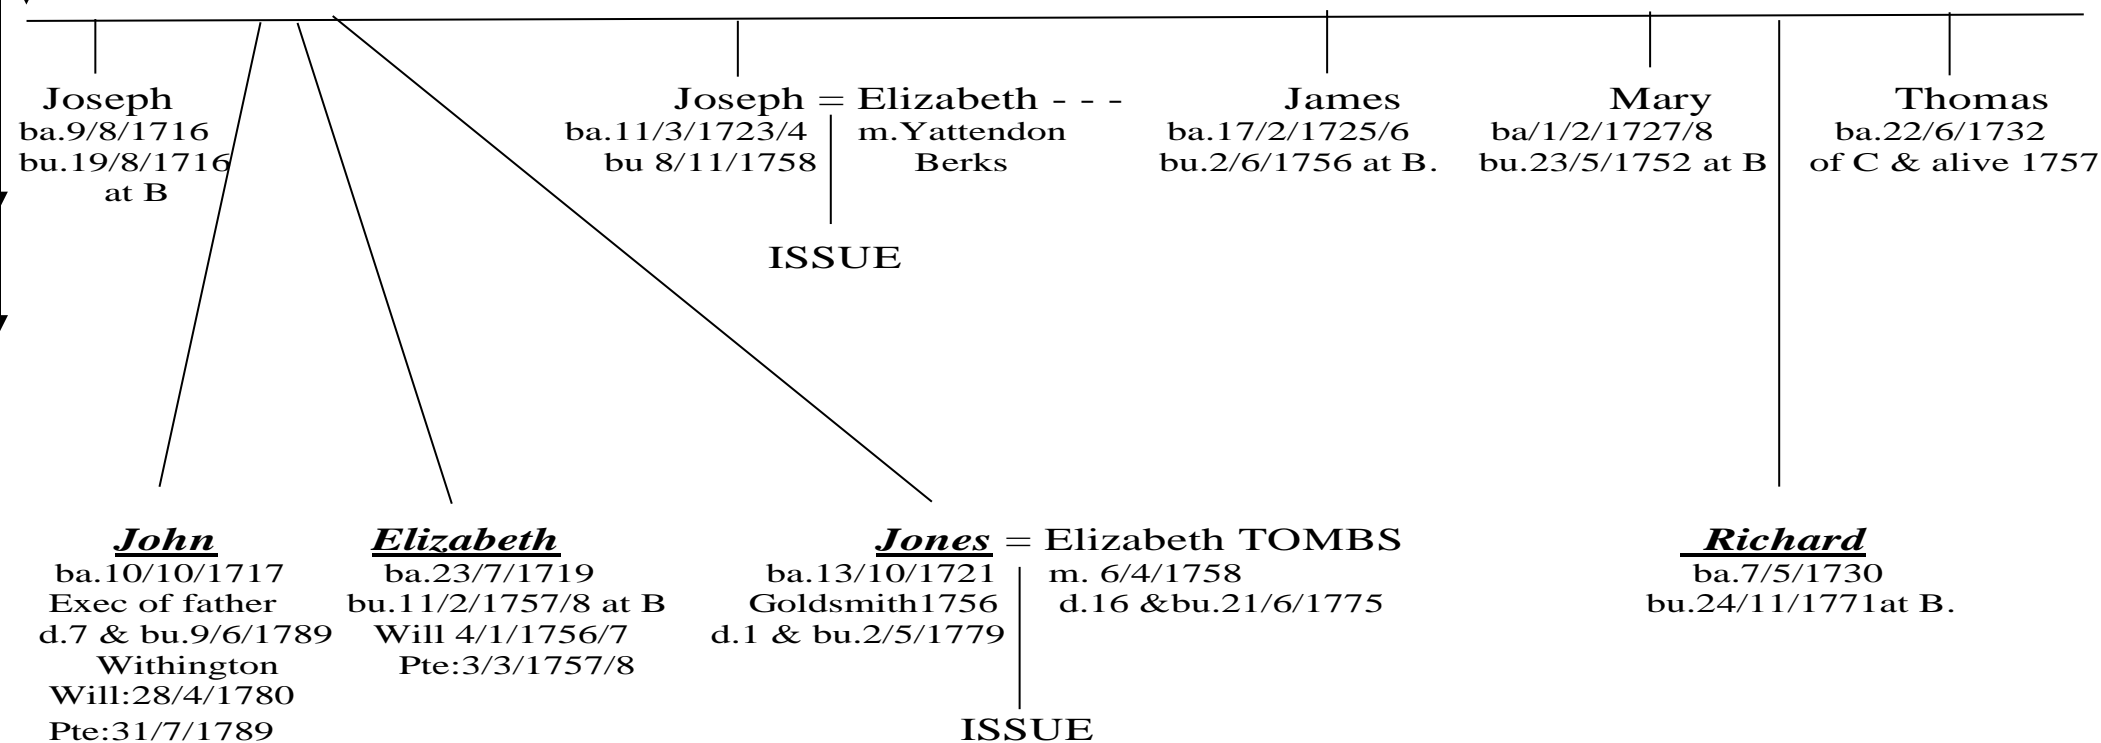 Joseph
ba.9/8/1716
bu.19/8/1716
at B
Joseph = Elizabeth - - -
ba.11/3/1723/4 m.Yattendon
bu 8/11/1758 Berks
ISSUE
James
ba.17/2/1725/6
bu.2/6/1756 at B.
Mary
ba/1/2/1727/8
bu.23/5/1752 at B
Thomas
ba.22/6/1732
of C & alive 1757
John
ba.10/10/1717
Exec of father
d.7 & bu.9/6/1789
Withington
Will:28/4/1780
Pte:31/7/1789
Elizabeth
ba.23/7/1719
bu.11/2/1757/8 at B
Will 4/1/1756/7
Pte:3/3/1757/8
Jones = Elizabeth TOMBS
ba.13/10/1721 m. 6/4/1758
Goldsmith1756 d.16 &bu.21/6/1775
d.1 & bu.2/5/1779
ISSUE
Richard
ba.7/5/1730
bu.24/11/1771at B.